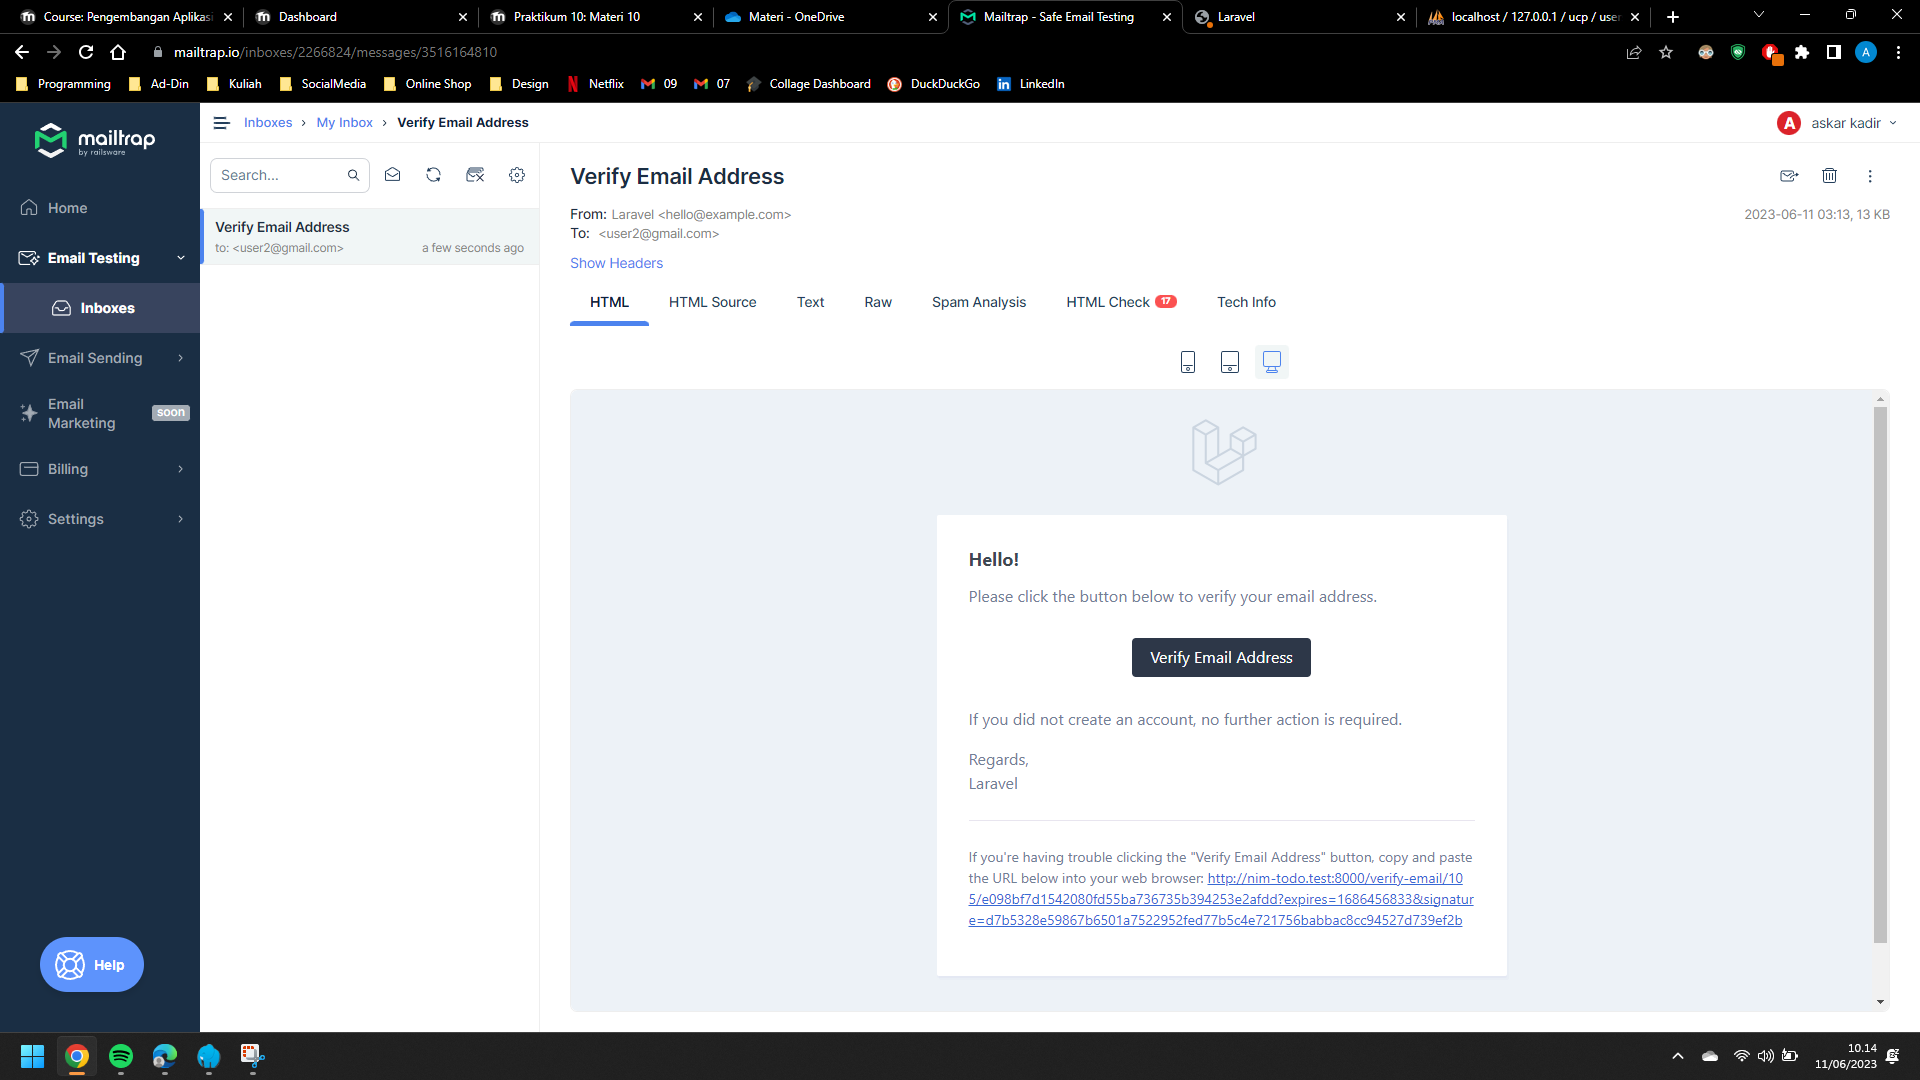 Course: Pengembangan Aplikasi
Dashboard
Praktikum 10: Materi 10
Materi - OneDrive
Mailtrap - Safe Email Testing
Laravel
localhost / 127.0.0.1 / ucp / user
mailtrap.io/inboxes/2266824/messages/3516164810
A
Programming
Ad-Din
Kuliah
SocialMedia
Online Shop
Design
Netflix
09
07
Collage Dashboard
DuckDuckGo
LinkedIn
mailtrap
by railsware
Inboxes › My Inbox › Verify Email Address
A askar kadir
Home
Email Testing
Inboxes
Email Sending
Email Marketing
soon
Billing
Settings
Help
Search...
Verify Email Address
to: <user2@gmail.com> a few seconds ago
Verify Email Address
From: Laravel <hello@example.com>
2023-06-11 03:13, 13 KB
To: <user2@gmail.com>
Show Headers
HTML
HTML Source
Text
Raw
Spam Analysis
HTML Check 17
Tech Info
Hello!
Please click the button below to verify your email address.
Verify Email Address
If you did not create an account, no further action is required.
Regards,
Laravel
If you're having trouble clicking the "Verify Email Address" button, copy and paste
the URL below into your web browser: http://nim-todo.test:8000/verify-email/10
5/e098bf7d1542080fd55ba736735b394253e2afdd?expires=1686456833&signatur
e=d7b5328e59867b6501a7522952fed77b5c4e721756babbac8cc94527d739ef2b
10.14
11/06/2023